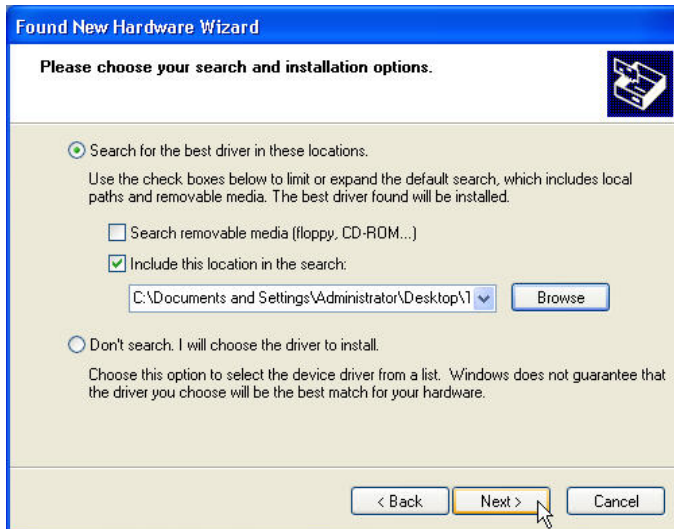 Found New Hardware Wizard
Please choose your search and installation options.
Search for the best driver in these locations.
Use the check boxes below to limit or expand the default search, which includes local
paths and removable media. The best driver found will be installed.
Search removable media (floppy, CD-ROM...)
Include this location in the search:
C:\Documents and Settings\Administrator\Desktop\1
Browse
Don't search. I will choose the driver to install.
Choose this option to select the device driver from a list. Windows does not guarantee that
the driver you choose will be the best match for your hardware.
< Back Next > Cancel